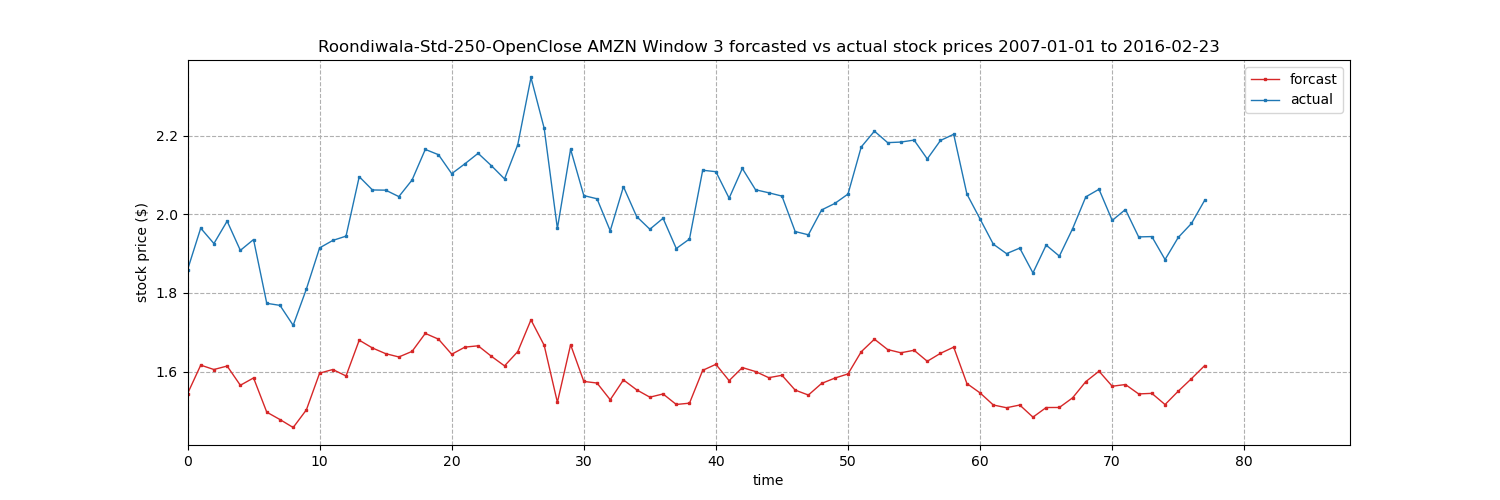 Roondiwala-Std-250-OpenClose AMZN Window 3 forcasted vs actual stock prices 2007-01-01 to 2016-02-23
forcast
actual
stock price ($)
2.2
2.0
1.8
1.6
0 10 20 30 40 50 60 70 80
time